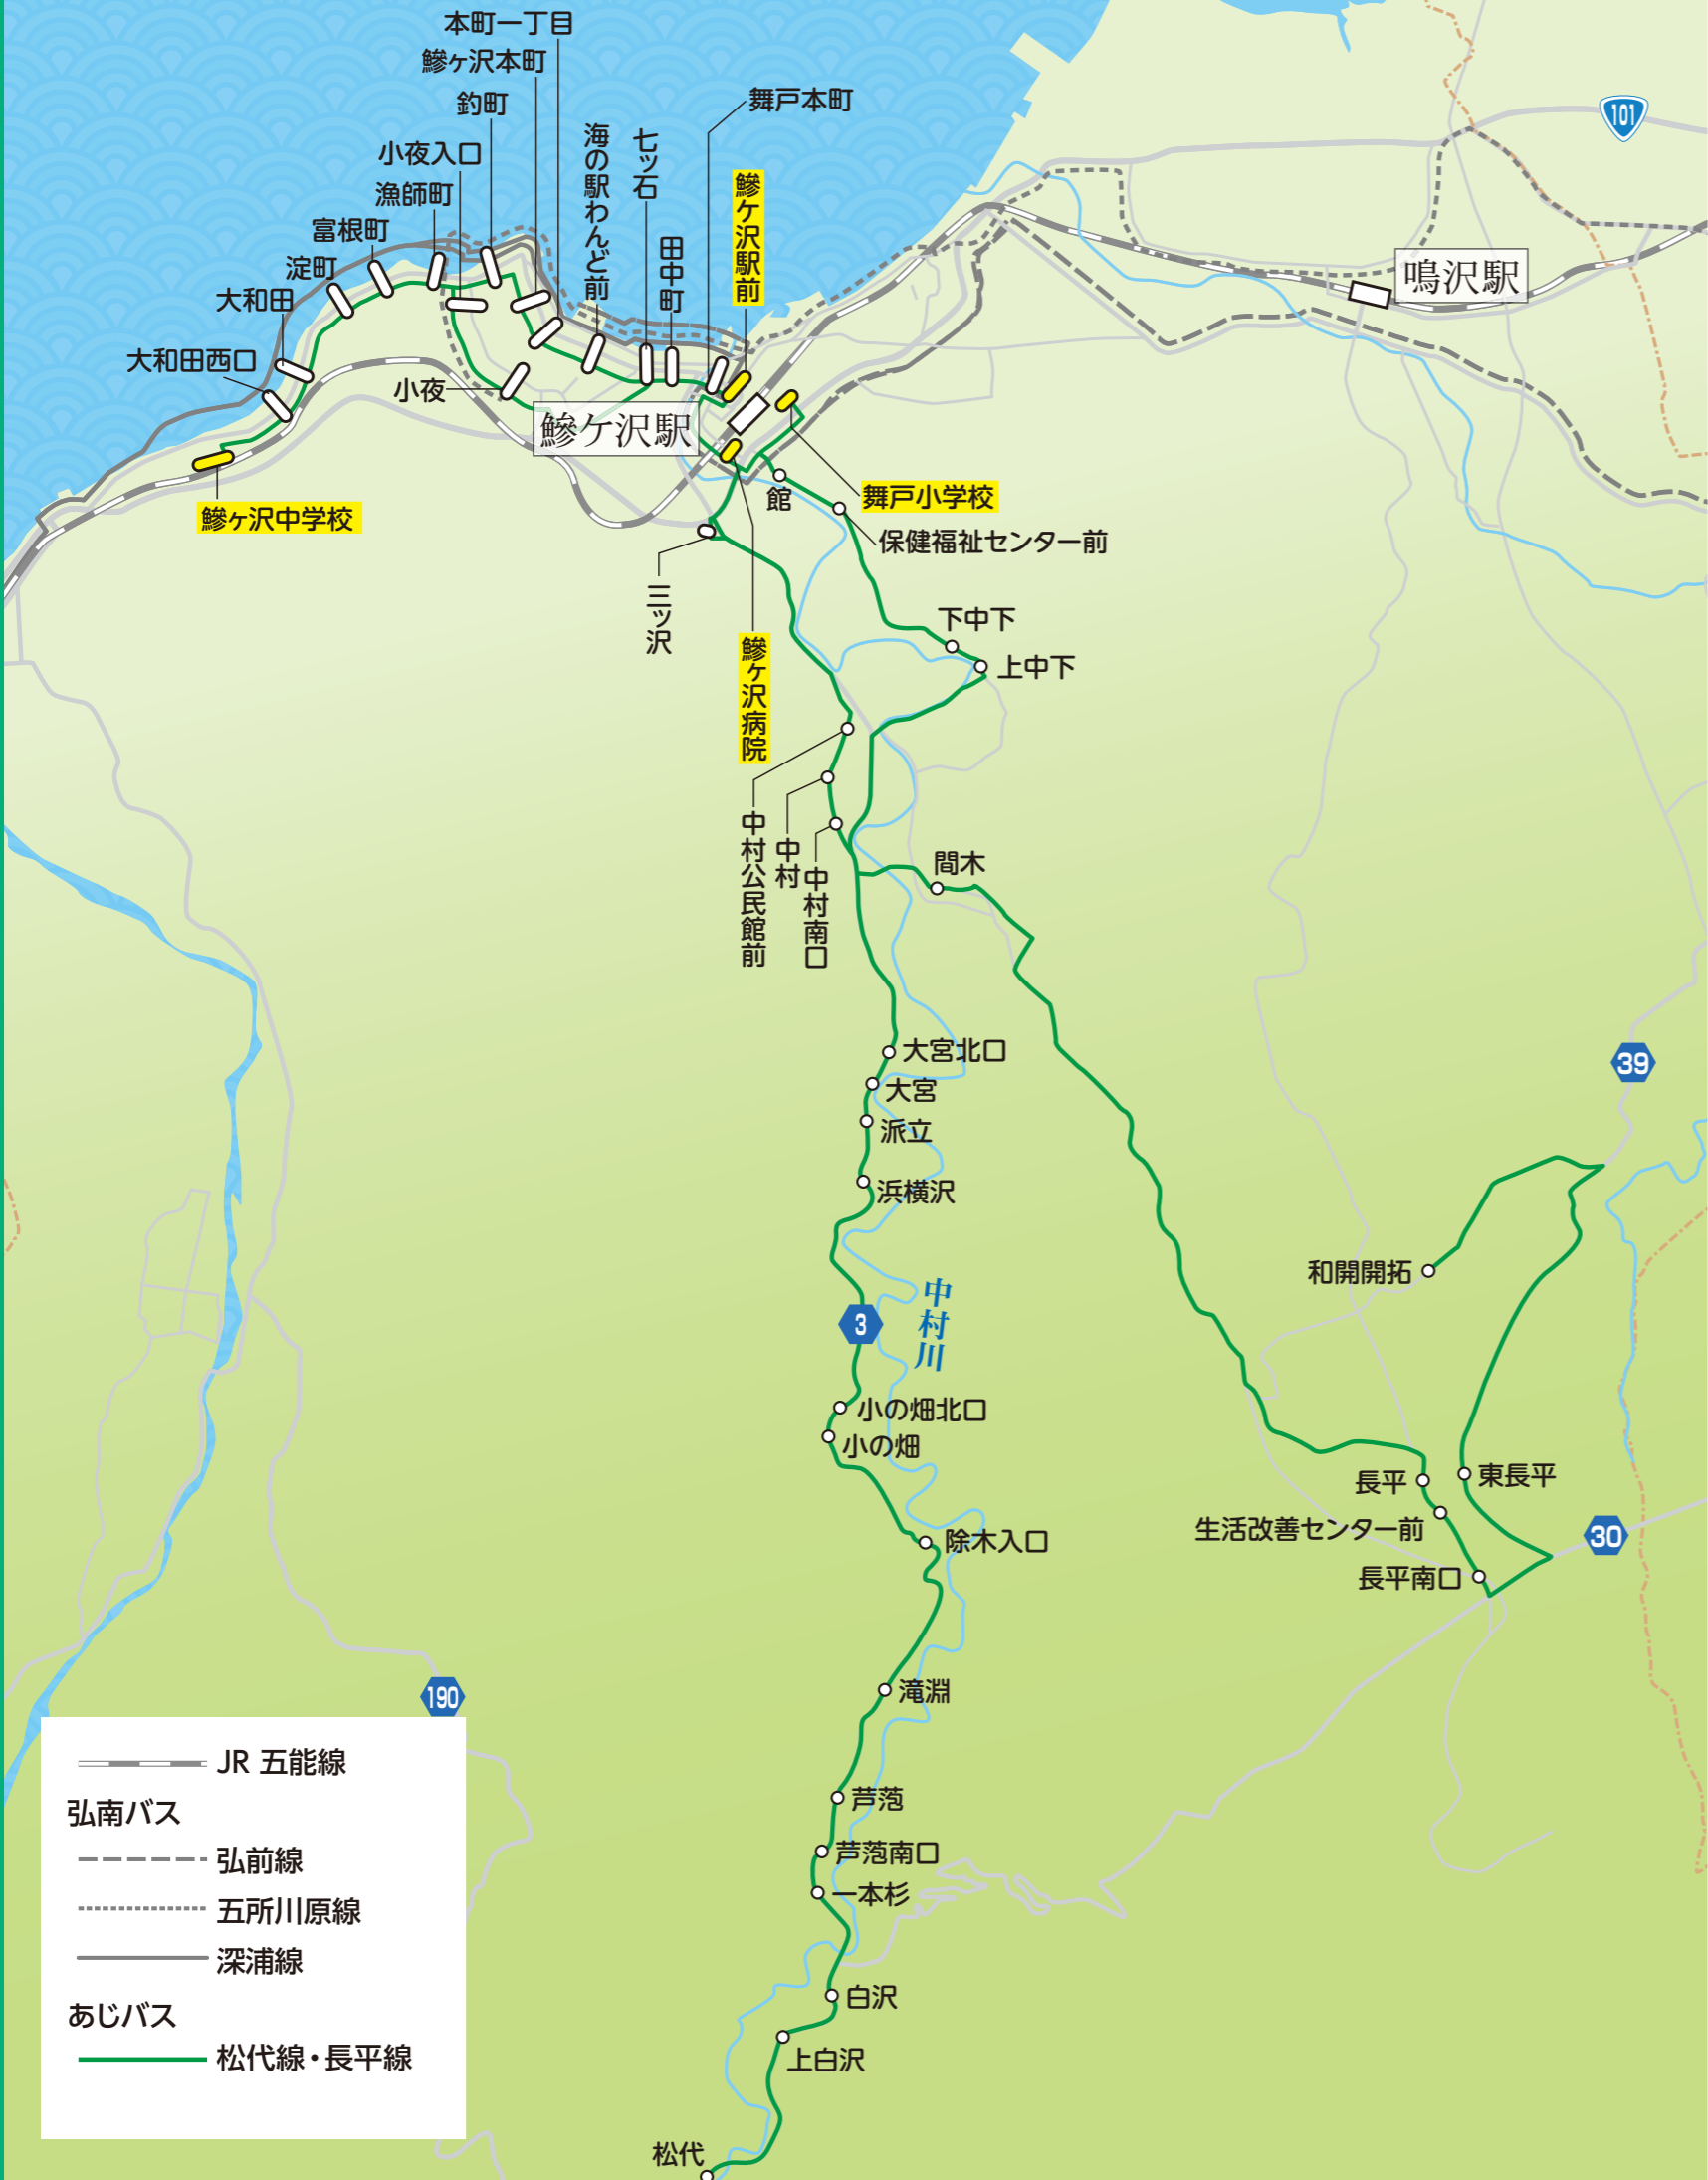 本町一丁目
鰺ヶ沢本町
釣町
小夜入口
漁師町
富根町
淀町
大和田
大和田西口
小夜
海の駅わんど前
七ッ石
田中町
舞戸本町
鰺ケ沢駅前
101
鳴沢駅
鰺ケ沢駅
鰺ヶ沢中学校
館
舞戸小学校
保健福祉センター前
三ッ沢
鰺ヶ沢病院
下中下
上中下
中村公民館前
中村
中村南口
間木
大宮北口
大宮
派立
浜横沢
39
和開開拓
3
中村川
小の畑北口
小の畑
長平
東長平
生活改善センター前
30
長平南口
除木入口
滝淵
190
芦萢
芦萢南口
一本杉
白沢
上白沢
松代
JR 五能線
弘南バス
弘前線
五所川原線
深浦線
あじバス
松代線・長平線